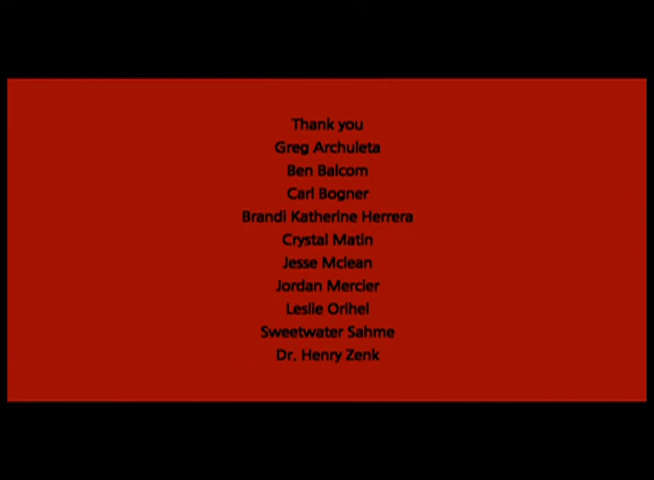 Thank you
Greg Archuleta
Ben Balcom
Carl Bogner
Brandi Katherine Herrera
Crystal Matin
Jesse Mclean
Jordan Mercier
Leslie Orihel
Sweetwater Sahme
Dr. Henry Zenk